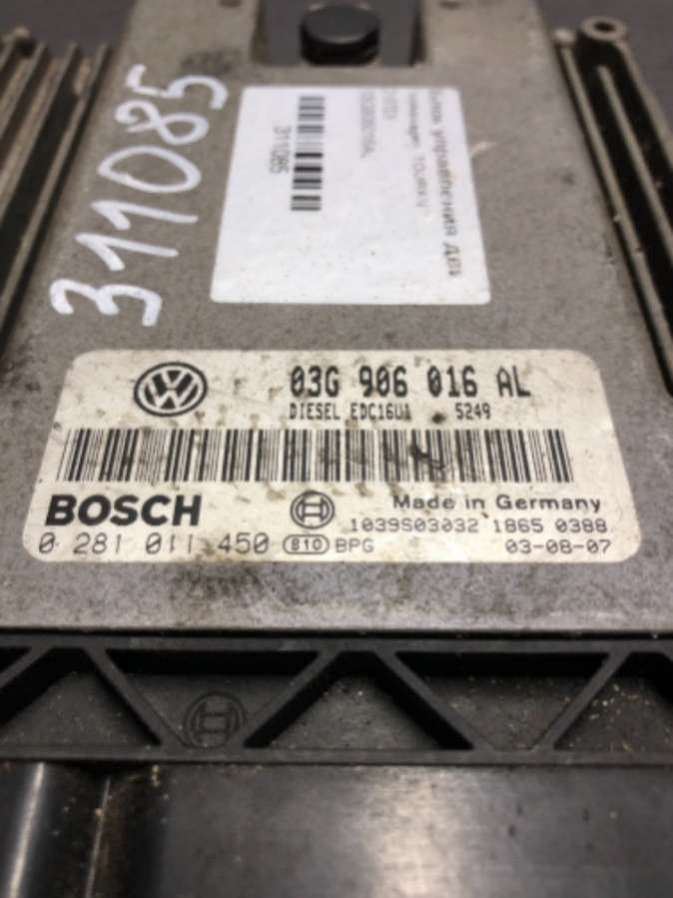 311085
311085
03G 906 016 AL
DIESEL EDC16U1 5249
BOSCH
Made in Germany
1039S03032 1865 0388
0 281 011 450 810 BPG 03-08-07